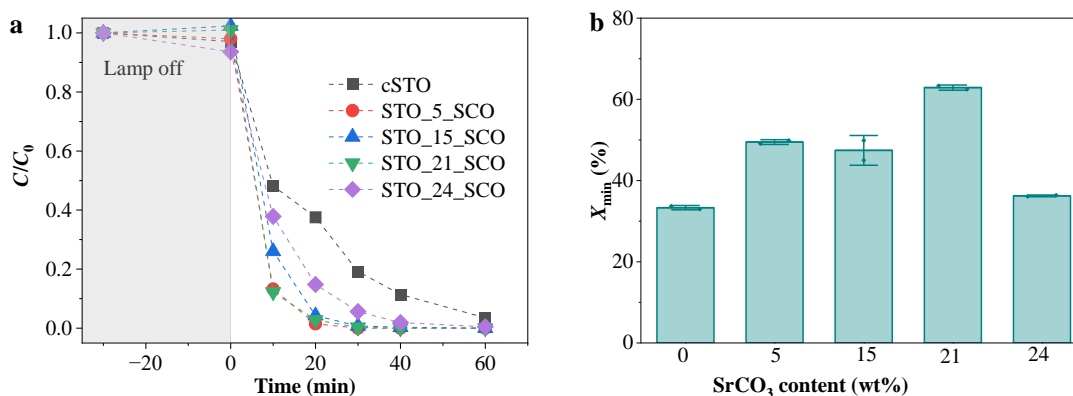 a
1.0
0.8
0.6
0.4
0.2
0.0
C/C₀
Lamp off
cSTO
STO_5_SCO
STO_15_SCO
STO_21_SCO
STO_24_SCO
−20
0
20
40
60
Time (min)
b
80
60
40
20
0
X_min (%)
0
5
15
21
24
SrCO₃ content (wt%)